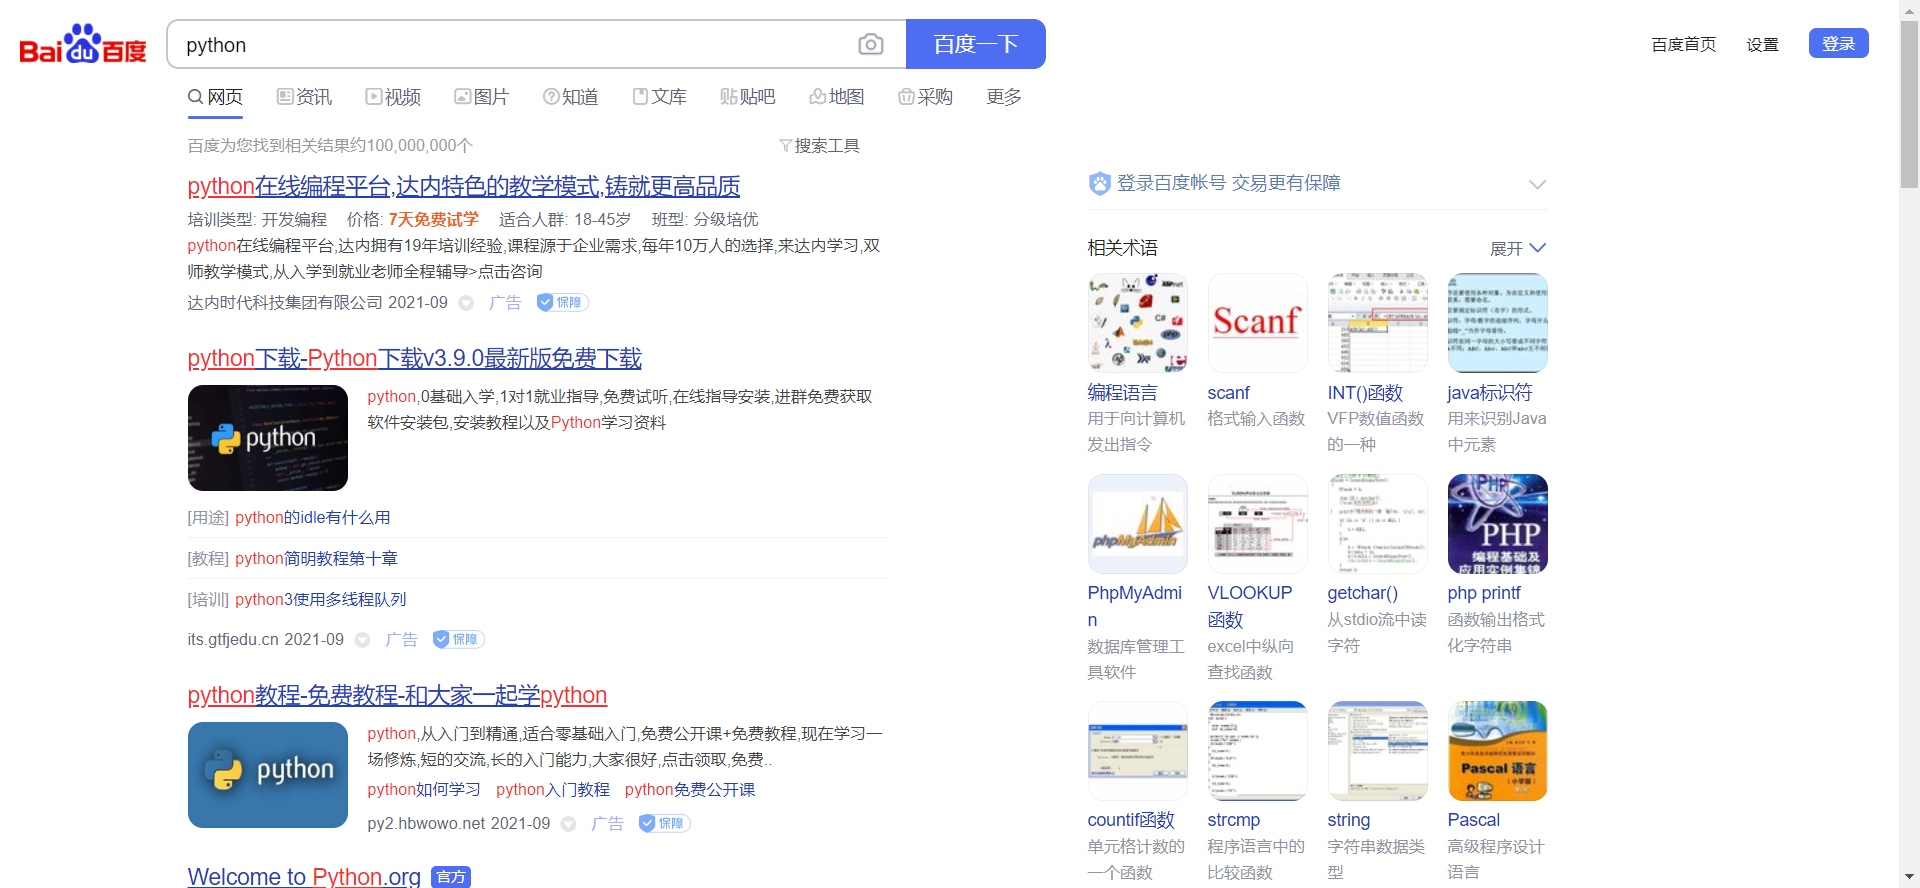 Bai du 百度
python
百度一下
百度首页 设置 登录
网页 资讯 视频 图片 知道 文库 贴吧 地图 采购 更多
百度为您找到相关结果约100,000,000个 搜索工具
python在线编程平台,达内特色的教学模式,铸就更高品质
培训类型: 开发编程 价格: 7天免费试学 适合人群: 18-45岁 班型: 分级培优
python在线编程平台,达内拥有19年培训经验,课程源于企业需求,每年10万人的选择,来达内学习,双
师教学模式,从入学到就业老师全程辅导>点击咨询
达内时代科技集团有限公司 2021-09 广告 保障
python下载-Python下载v3.9.0最新版免费下载
python
python,0基础入学,1对1就业指导,免费试听,在线指导安装,进群免费获取
软件安装包,安装教程以及Python学习资料
[用途] python的idle有什么用
[教程] python简明教程第十章
[培训] python3使用多线程队列
its.gtfjedu.cn 2021-09 广告 保障
python教程-免费教程-和大家一起学python
python
python,从入门到精通,适合零基础入门,免费公开课+免费教程,现在学习一
场修炼,短的交流,长的入门能力,大家很好,点击领取,免费..
python如何学习 python入门教程 python免费公开课
py2.hbwowo.net 2021-09 广告 保障
Welcome to Python.org 官方
登录百度帐号 交易更有保障
相关术语 展开
Scanf
编程语言 scanf INT()函数 java标识符
用于向计算机 格式输入函数 VFP数值函数 用来识别Java
发出指令 的一种 中元素
phpMyAdmin
PHP
PHP
编程基础及
应用实例集锦
PhpMyAdmi VLOOKUP getchar() php printf
n 函数 从stdio流中读 函数输出格式
数据库管理工 excel中纵向 字符 化字符串
具软件 查找函数
Pascal 语言
(小学版)
countif函数 strcmp string Pascal
单元格计数的 程序语言中的 字符串数据类 高级程序设计
一个函数 比较函数 型 语言